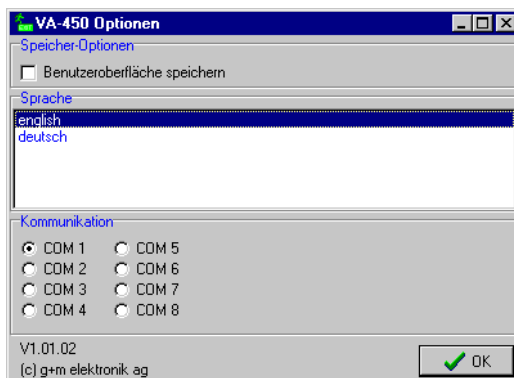 VA-450 Optionen
Speicher-Optionen
Benutzeroberfläche speichern
Sprache
english
deutsch
Kommunikation
COM 1
COM 5
COM 2
COM 6
COM 3
COM 7
COM 4
COM 8
V1.01.02
(c) g+m elektronik ag
OK